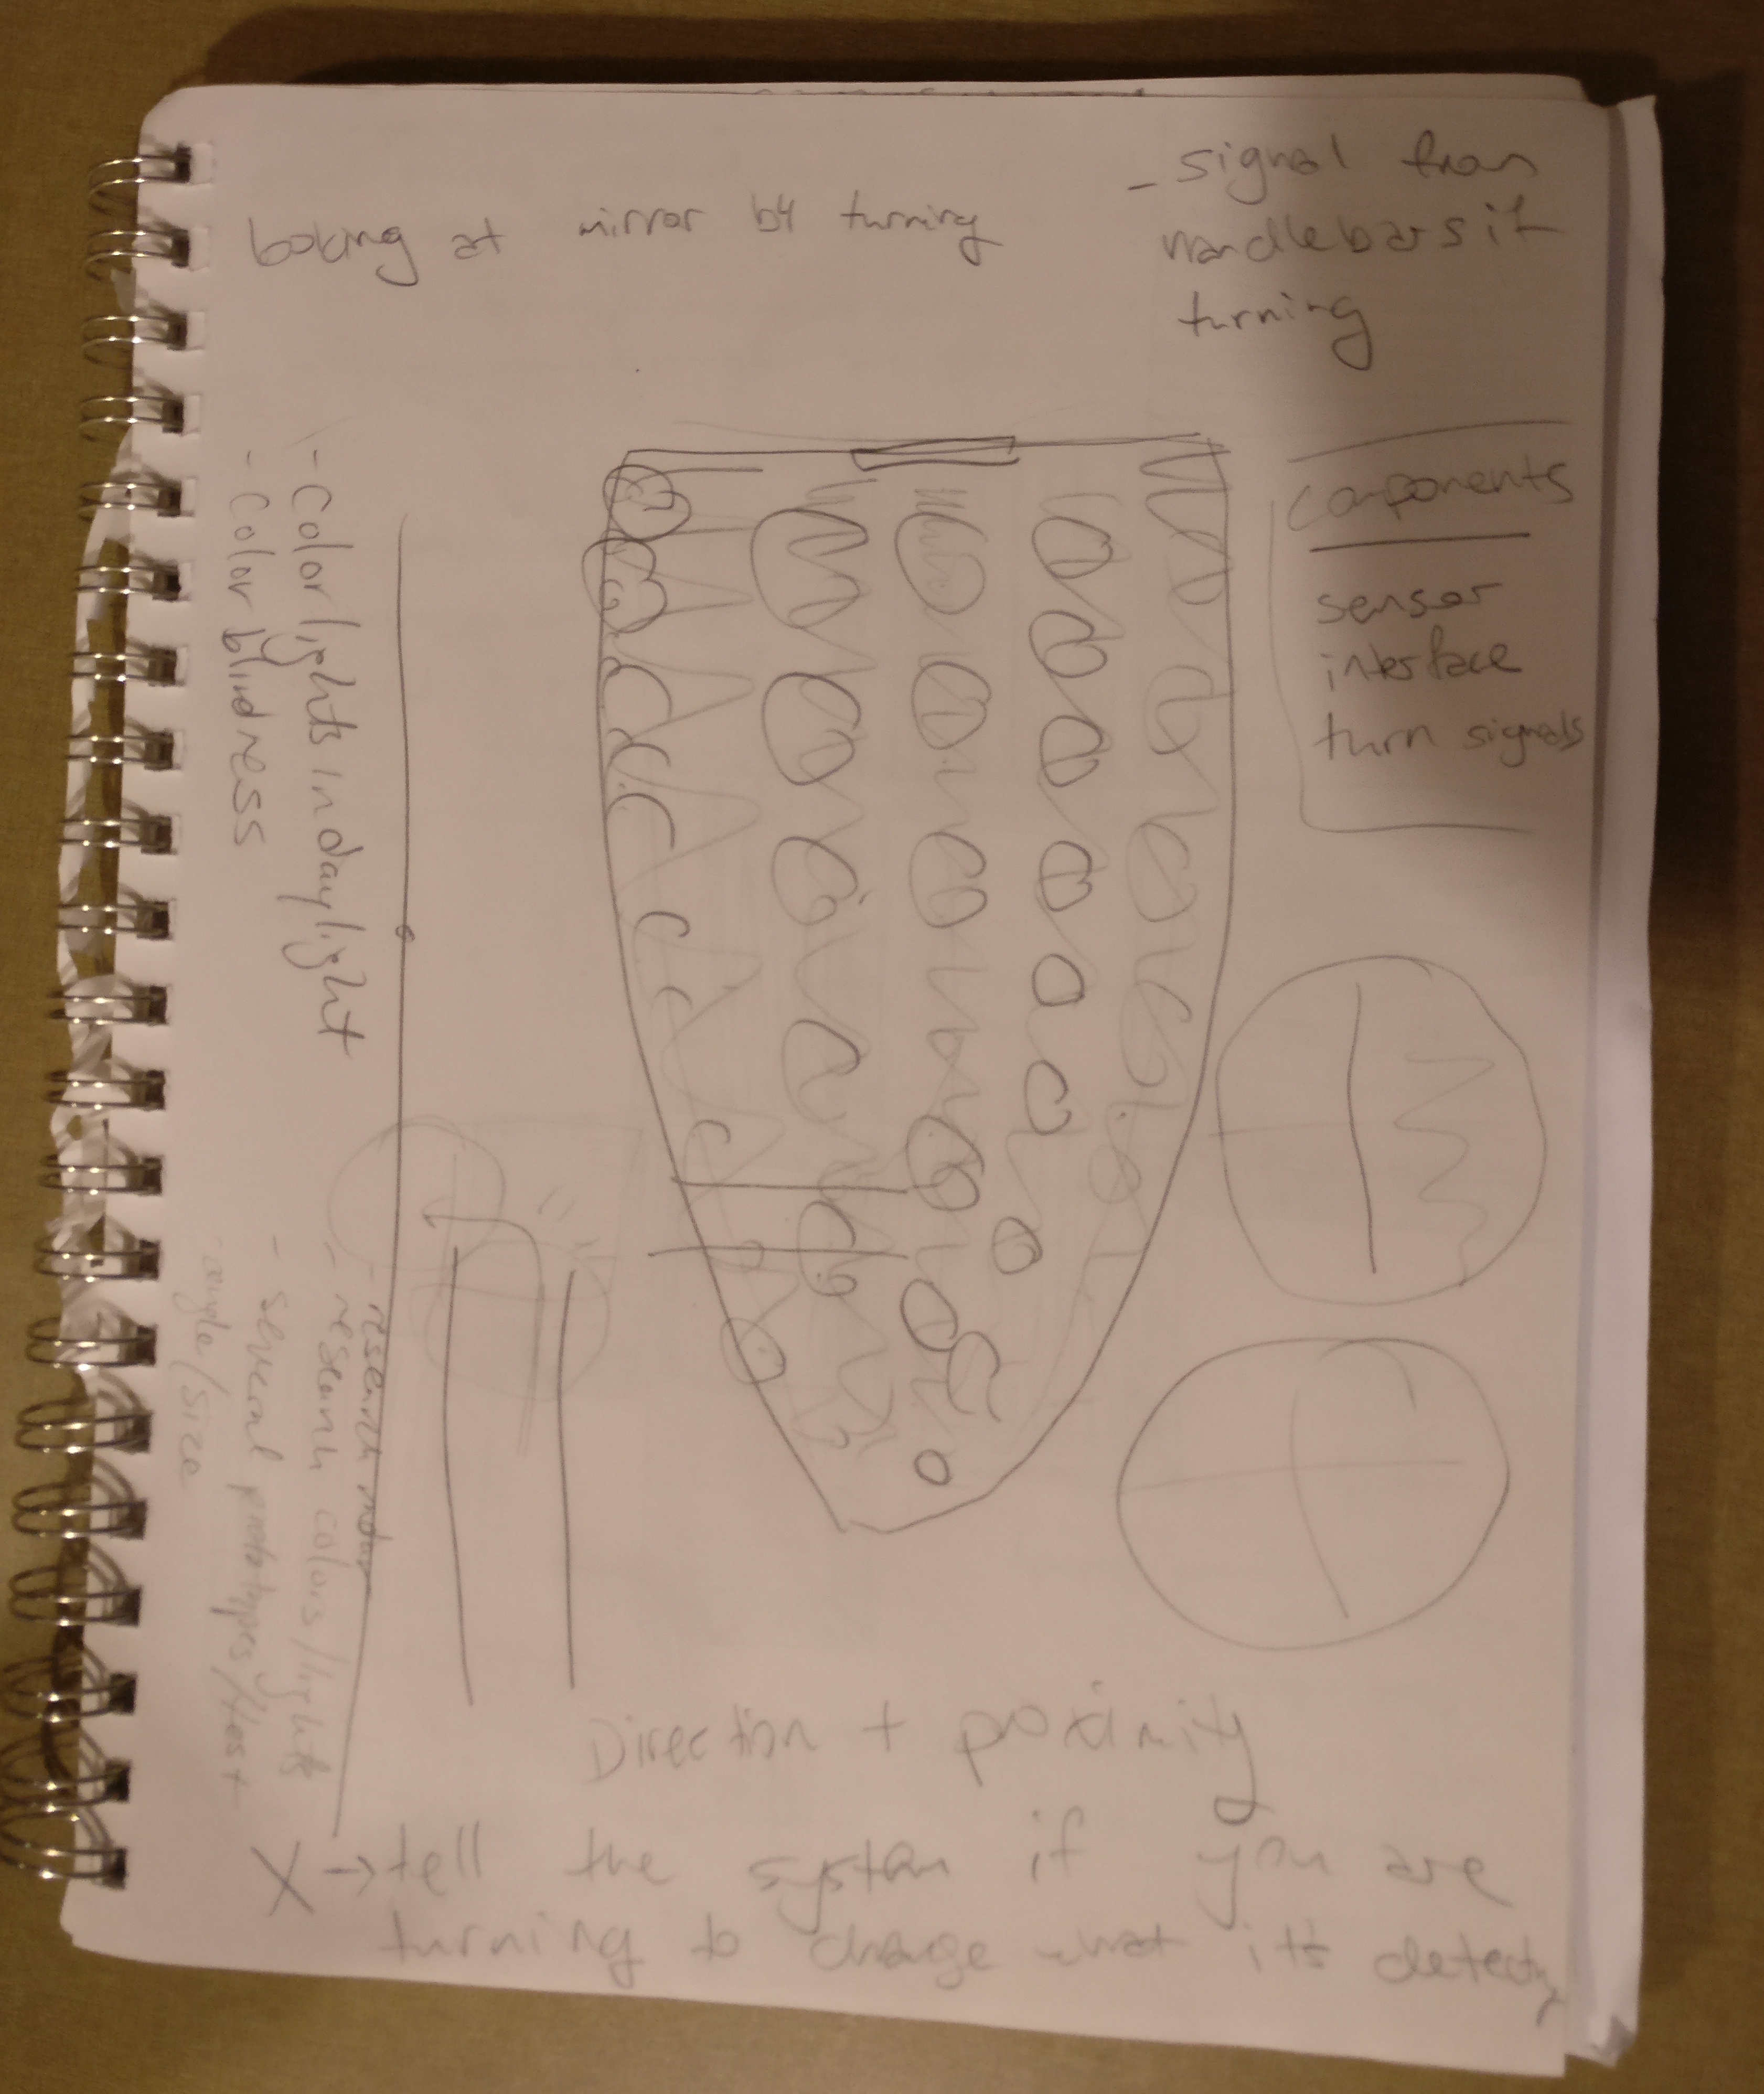 looking at mirror b4 turning
- signal from
handlebars if
turning
components
sensor
interface
turn signals
- Color lights in daylight
- Color blindness
- research
- research colors/lights
- several prototypes/test
angle/size
Direction + proximity
X → tell the system if you are
turning to change what it's detecting